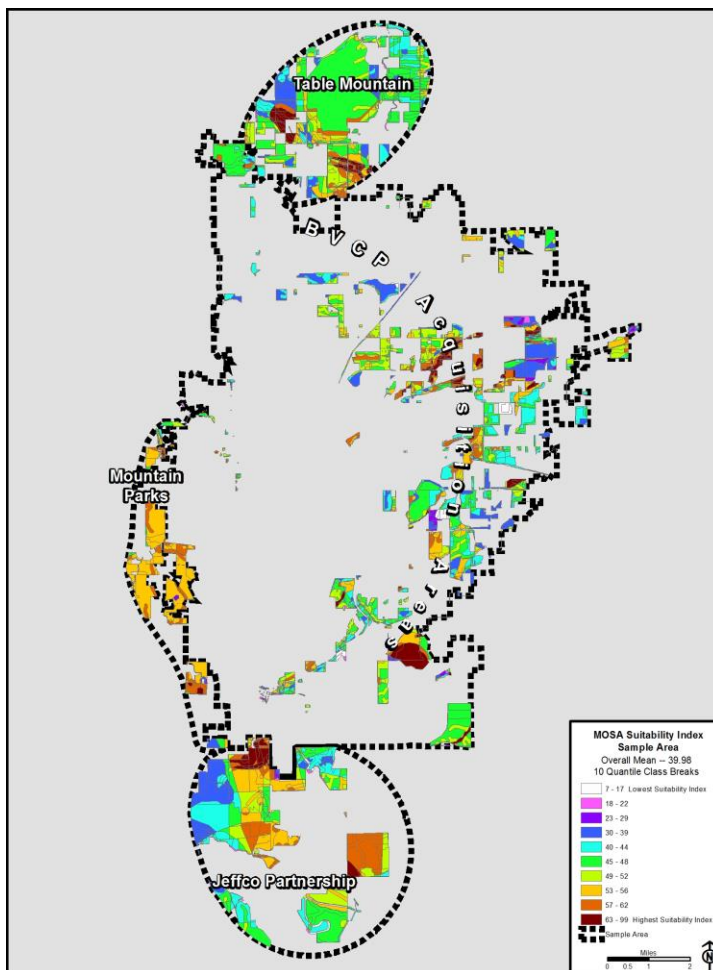 Table Mountain
BVCP Acquisition Areas
Mountain
Parks
Jeffco Partnership
MOSA Suitability Index
Sample Area
Overall Mean -- 39.98
10 Quantile Class Breaks
7 - 17 Lowest Suitability Index
18 - 22
23 - 29
30 - 39
40 - 44
45 - 48
49 - 52
53 - 56
57 - 62
63 - 99 Highest Suitability Index
Sample Area
Miles
0 0.5 1 2
N